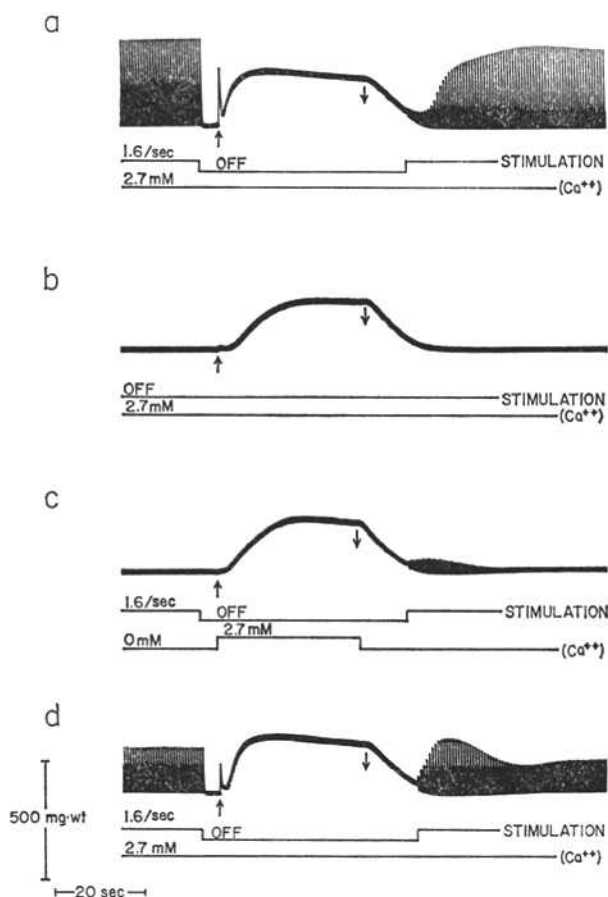 a
1.6/sec
OFF
STIMULATION
2.7 mM
(Ca++)
b
OFF
STIMULATION
2.7 mM
(Ca++)
c
1.6/sec
OFF
STIMULATION
2.7 mM
0 mM
(Ca++)
d
500 mg·wt
1.6/sec
OFF
STIMULATION
2.7 mM
(Ca++)
20 sec